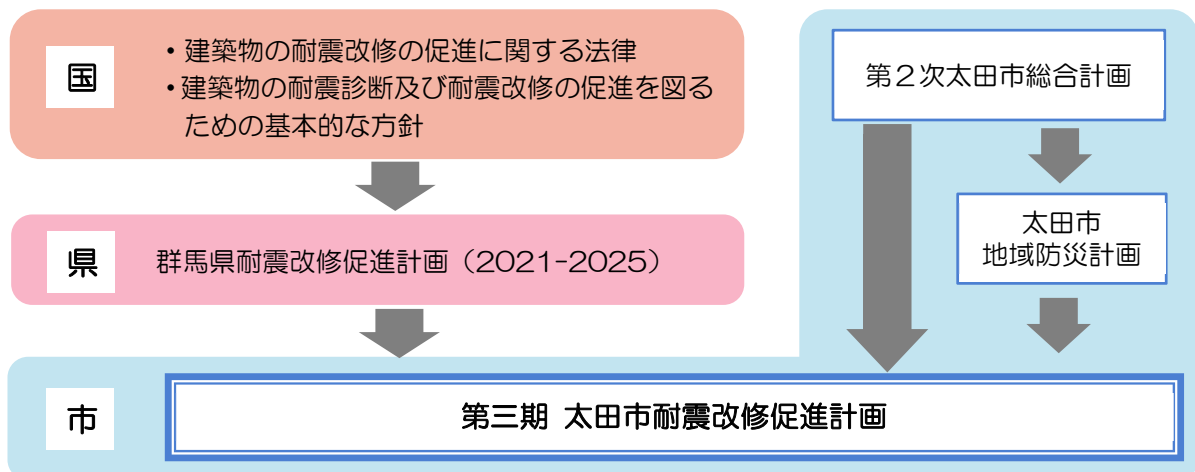 国
・建築物の耐震改修の促進に関する法律
・建築物の耐震診断及び耐震改修の促進を図る
ための基本的な方針
第2次太田市総合計画
県
群馬県耐震改修促進計画（2021-2025）
太田市
地域防災計画
市
第三期 太田市耐震改修促進計画